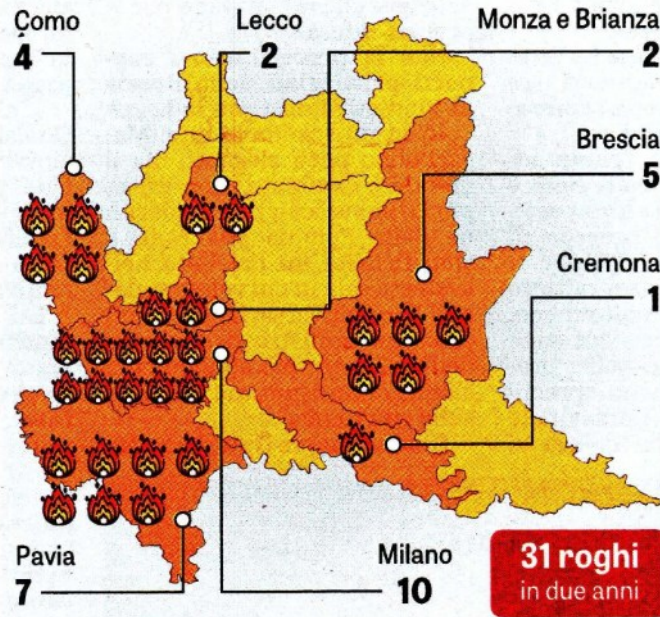 Como
4
Lecco
2
Monza e Brianza
2
Brescia
5
Cremona
1
Pavia
7
Milano
10
31 roghi
in due anni